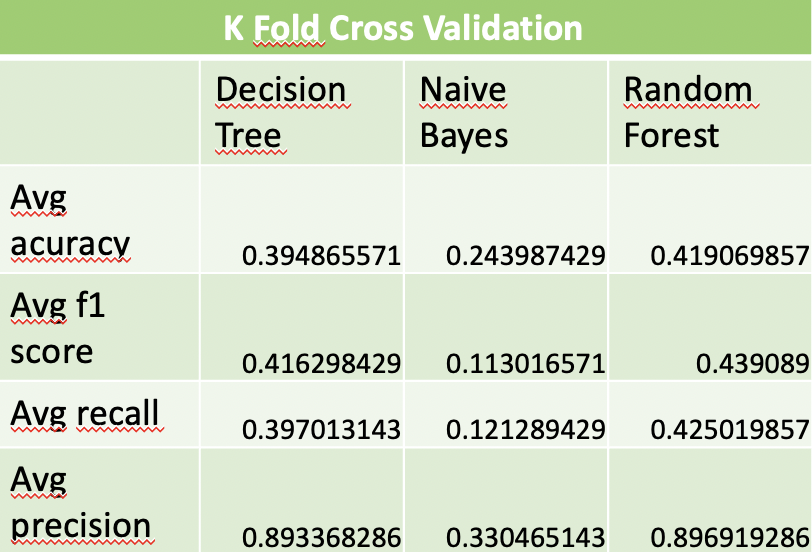 K Fold Cross Validation
Decision Naive Random
Tree Bayes Forest
Avg
acuracy 0.394865571 0.243987429 0.419069857
Avg f1
score 0.416298429 0.113016571 0.439089
Avg recall 0.397013143 0.121289429 0.425019857
Avg
precision 0.893368286 0.330465143 0.896919286